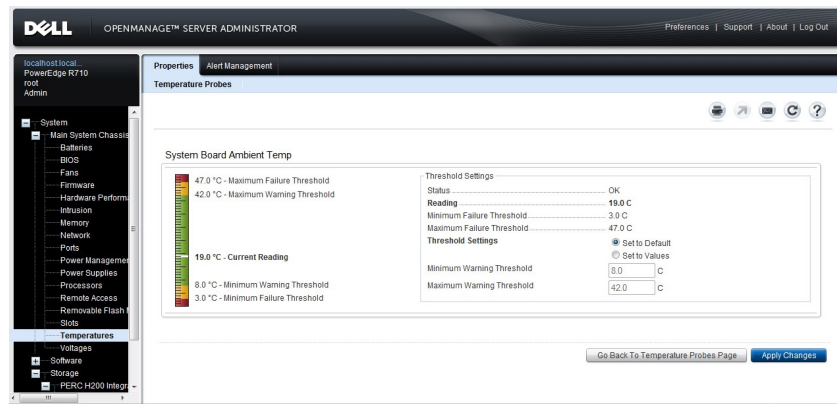 DELL OPENMANAGE™ SERVER ADMINISTRATOR
Preferences | Support | About | Log Out
localhost.local...
PowerEdge R710
root
Admin
Properties Alert Management
Temperature Probes
System
Main System Chassis
Batteries
BIOS
Fans
Firmware
Hardware Performa
Intrusion
Memory
Network
Ports
Power Managemen
Power Supplies
Processors
Remote Access
Removable Flash
Slots
Temperatures
Voltages
Software
Storage
PERC H200 Integr
System Board Ambient Temp
47.0 °C - Maximum Failure Threshold
42.0 °C - Maximum Warning Threshold
19.0 °C - Current Reading
8.0 °C - Minimum Warning Threshold
3.0 °C - Minimum Failure Threshold
Threshold Settings
Status OK
Reading 19.0 C
Minimum Failure Threshold 3.0 C
Maximum Failure Threshold 47.0 C
Threshold Settings Set to Default
Set to Values
Minimum Warning Threshold 8.0 C
Maximum Warning Threshold 42.0 C
Go Back To Temperature Probes Page Apply Changes